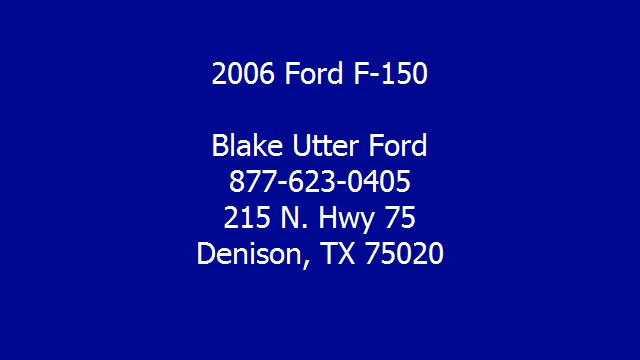 2006 Ford F-150
Blake Utter Ford
877-623-0405
215 N. Hwy 75
Denison, TX 75020